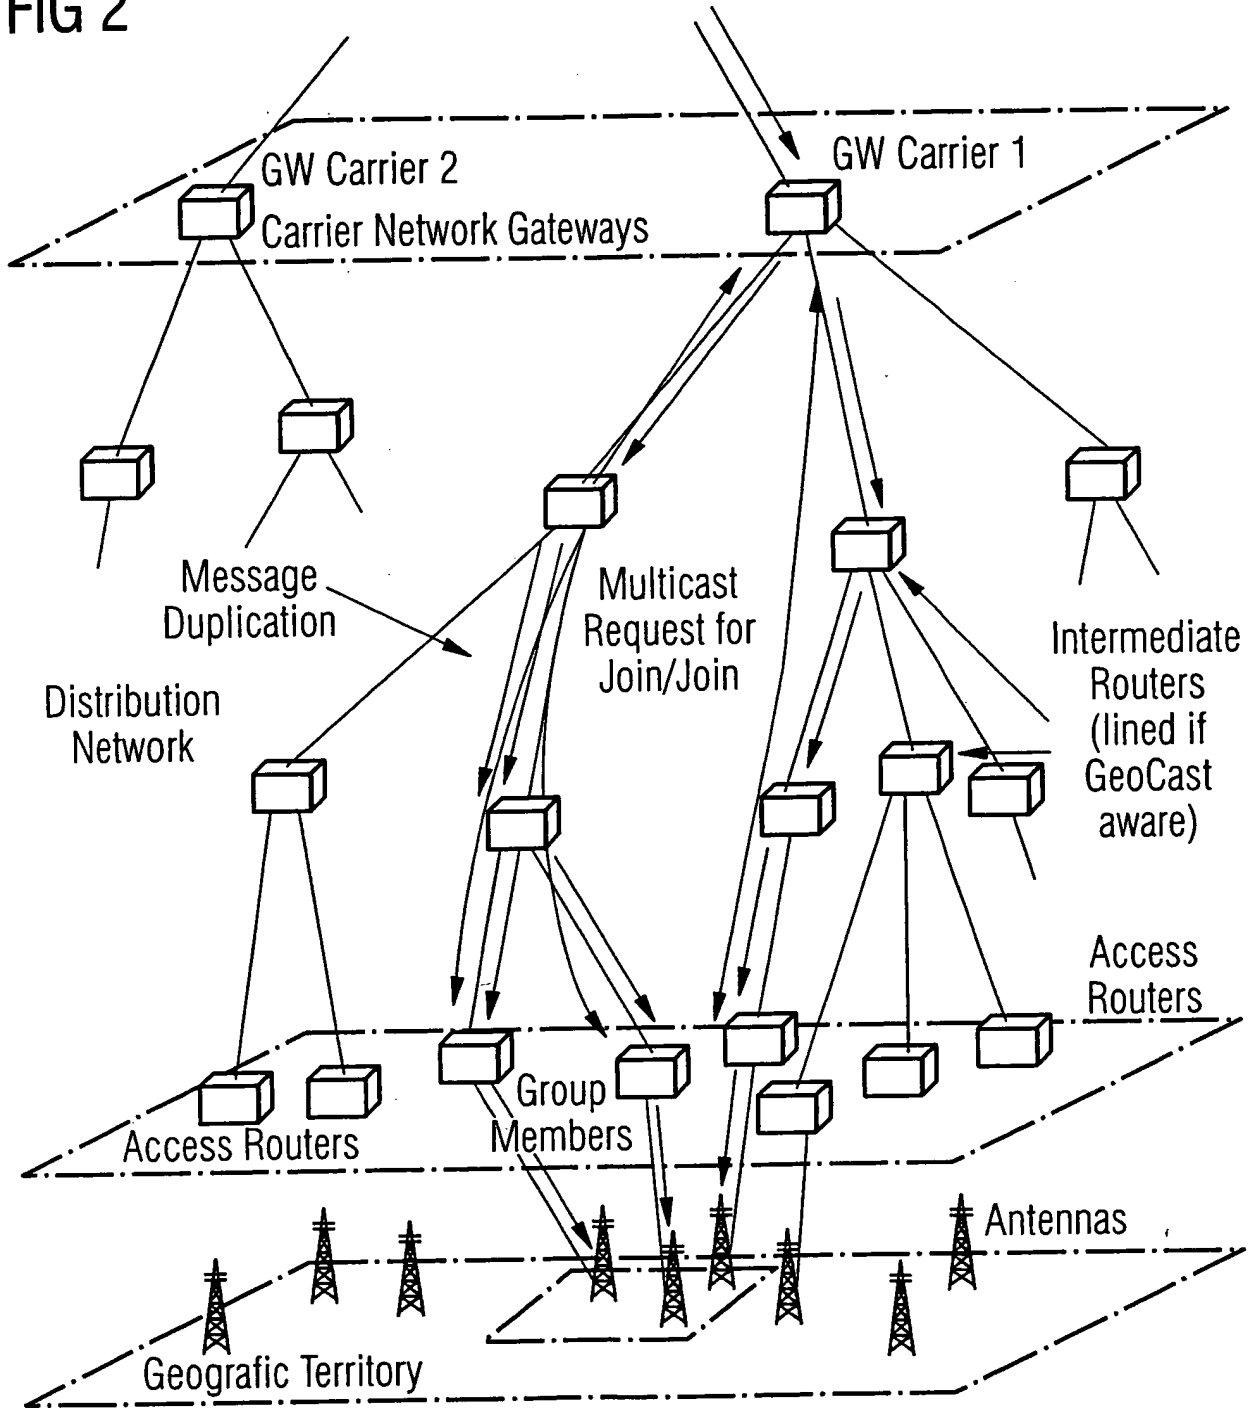 FIG 2
GW Carrier 2
GW Carrier 1
Carrier Network Gateways
Message
Duplication
Multicast
Request for
Join/Join
Intermediate
Routers
(lined if
GeoCast
aware)
Distribution
Network
Access
Routers
Group
Members
Access Routers
Antennas
Geografic Territory